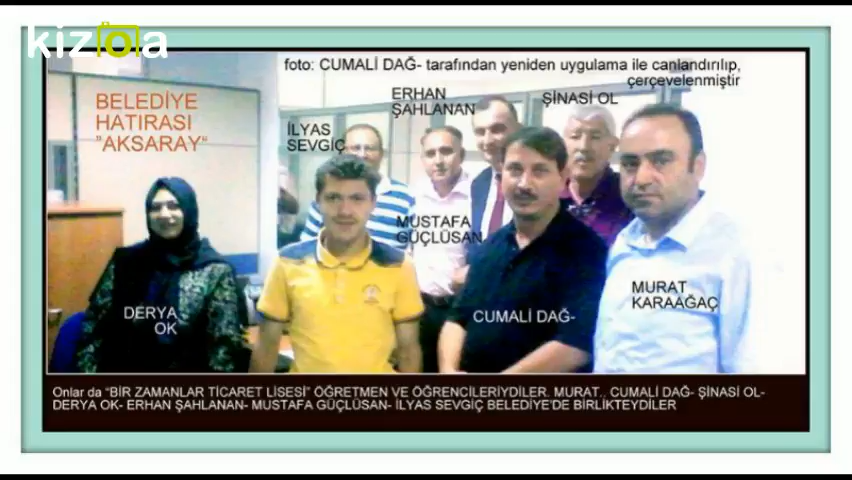 kizoa
foto: CUMALİ DAĞ- tarafından yeniden uygulama ile canlandırılıp,
çerçevelenmiştir
BELEDİYE
HATIRASI
"AKSARAY“
İLYAS
SEVGİÇ
ERHAN
ŞAHLANAN
ŞİNASİ OL
MUSTAFA
GÜÇLÜSAN
DERYA
OK
CUMALİ DAĞ-
MURAT
KARAAĞAÇ
Onlar da “BİR ZAMANLAR TİCARET LİSESİ” ÖĞRETMEN VE ÖĞRENCİLERİYDİLER. MURAT.. CUMALİ DAĞ- ŞİNASİ OL-
DERYA OK- ERHAN ŞAHLANAN- MUSTAFA GÜÇLÜSAN- İLYAS SEVGİÇ BELEDİYE'DE BİRLİKTEYDİLER